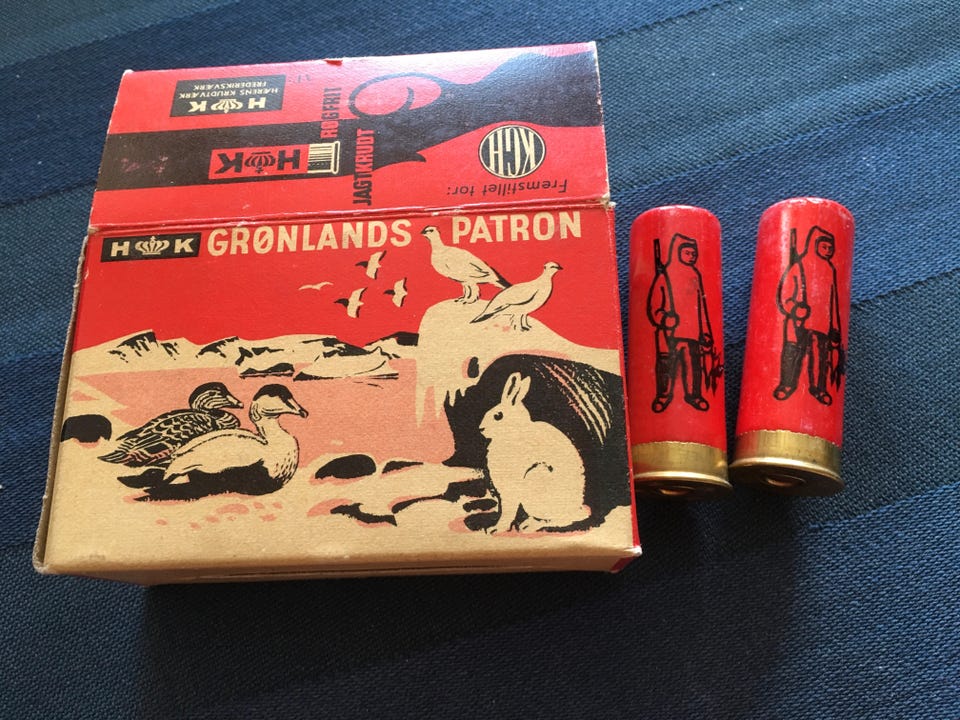 H K GRØNLANDS PATRON
H K
HÆRENS KRUDTVÆRK
FREDERIKSVÆRK
H K
RØGFRIT
JAGTKRUDT
Fremstillet for:
KGH